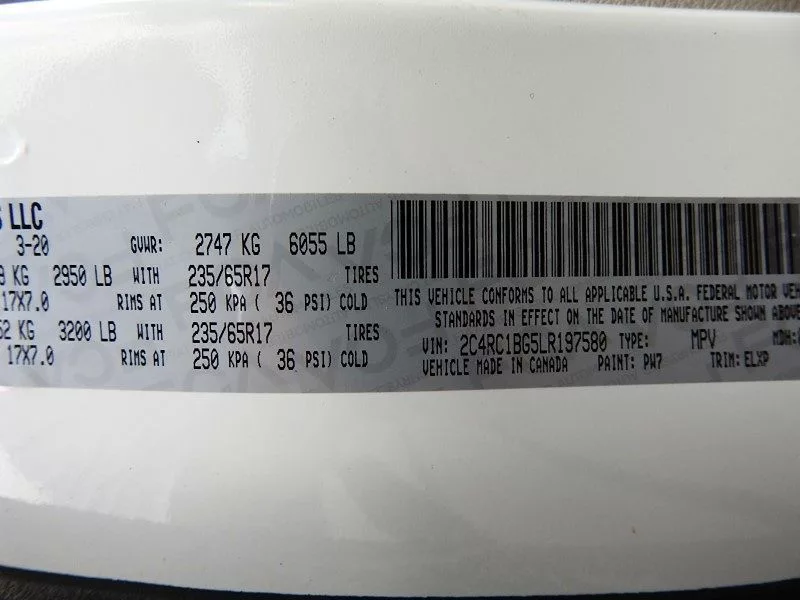 S LLC
3-20 GVWR: 2747 KG 6055 LB
KG 2950 LB WITH 235/65R17 TIRES
17X7.0 RIMS AT 250 KPA ( 36 PSI) COLD
52 KG 3200 LB WITH 235/65R17 TIRES
17X7.0 RIMS AT 250 KPA ( 36 PSI) COLD
THIS VEHICLE CONFORMS TO ALL APPLICABLE U.S.A. FEDERAL MOTOR VEH
STANDARDS IN EFFECT ON THE DATE OF MANUFACTURE SHOWN ABOVE
VIN: 2C4RC1BG5LR197580 TYPE: MPV MDH:
VEHICLE MADE IN CANADA PAINT: PW7 TRIM: ELXP